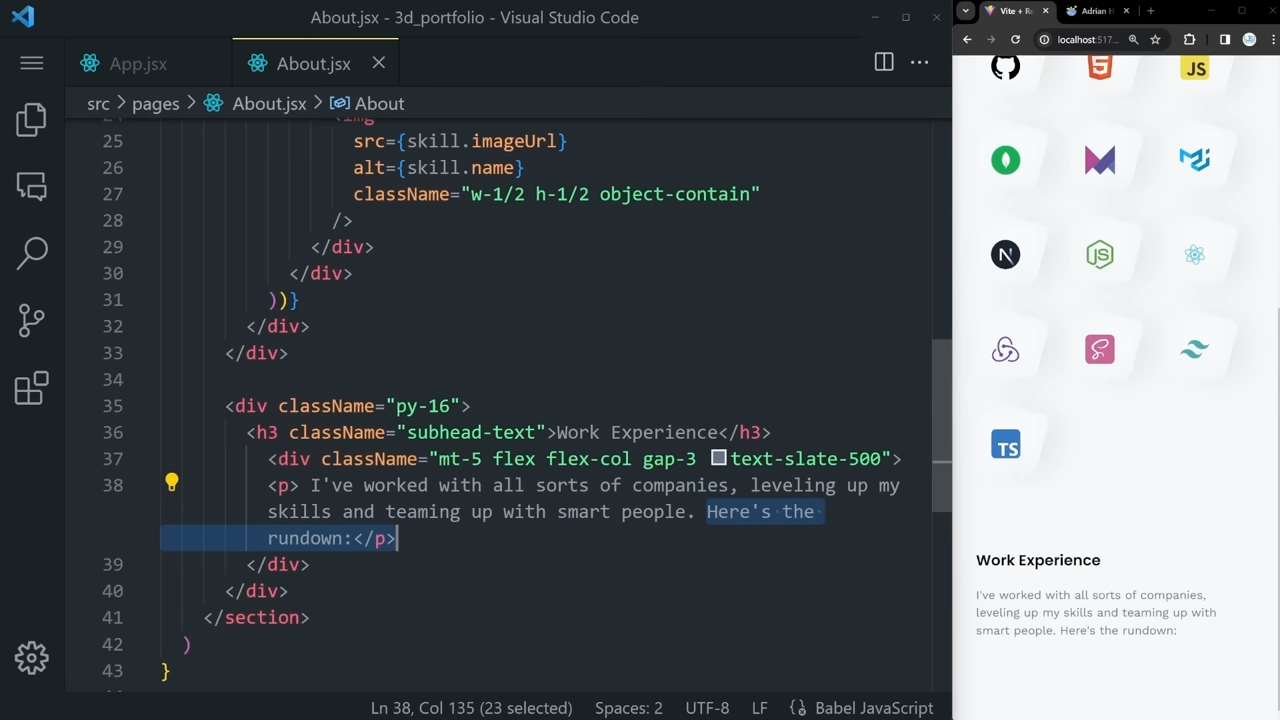 About.jsx - 3d_portfolio - Visual Studio Code
App.jsx
About.jsx
src > pages > About.jsx > About
24 <img
25 src={skill.imageUrl}
26 alt={skill.name}
27 className="w-1/2 h-1/2 object-contain"
28 />
29 </div>
30 </div>
31 ))}
32 </div>
33 </div>
34
35 <div className="py-16">
36 <h3 className="subhead-text">Work Experience</h3>
37 <div className="mt-5 flex flex-col gap-3 text-slate-500">
38 <p> I've worked with all sorts of companies, leveling up my
skills and teaming up with smart people. Here's the
rundown:</p>
39 </div>
40 </div>
41 </section>
42 )
43 }
Ln 38, Col 135 (23 selected)
Spaces: 2
UTF-8
LF
Babel JavaScript
Vite + Re
Adrian H
localhost:517...
JS
N
JS
TS
Work Experience
I've worked with all sorts of companies,
leveling up my skills and teaming up with
smart people. Here's the rundown: